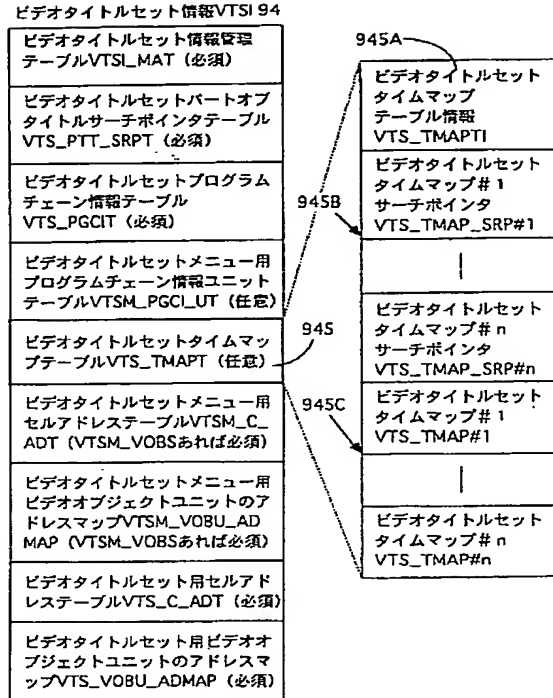 ビデオタイトルセット情報VTSI 94
ビデオタイトルセット情報管理
テーブルVTSI_MAT（必須）
ビデオタイトルセットパートオブ
タイトルサーチポインタテーブル
VTS_PTT_SRPT（必須）
ビデオタイトルセットプログラム
チェーン情報テーブル
VTS_PGCIT（必須）
ビデオタイトルセットメニュー用
プログラムチェーン情報ユニット
テーブルVTSM_PGCI_UT（任意）
ビデオタイトルセットタイムマッ
プテーブルVTS_TMAPT（任意）
ビデオタイトルセットメニュー用
セルアドレステーブルVTSM_C_
ADT（VTSM_VOBSあれば必須）
ビデオタイトルセットメニュー用
ビデオオブジェクトユニットのア
ドレスマップVTSM_VOBU_AD
MAP（VTSM_VOBSあれば必須）
ビデオタイトルセット用セルアド
レステーブルVTS_C_ADT（必須）
ビデオタイトルセット用ビデオオ
ブジェクトユニットのアドレスマ
ップVTS_VOBU_ADMAP（必須）
945
945A
ビデオタイトルセット
タイムマップ
テーブル情報
VTS_TMAPTI
945B
ビデオタイトルセット
タイムマップ＃1
サーチポインタ
VTS_TMAP_SRP#1
ビデオタイトルセット
タイムマップ＃n
サーチポインタ
VTS_TMAP_SRP#n
945C
ビデオタイトルセット
タイムマップ＃1
VTS_TMAP#1
ビデオタイトルセット
タイムマップ＃n
VTS_TMAP#n